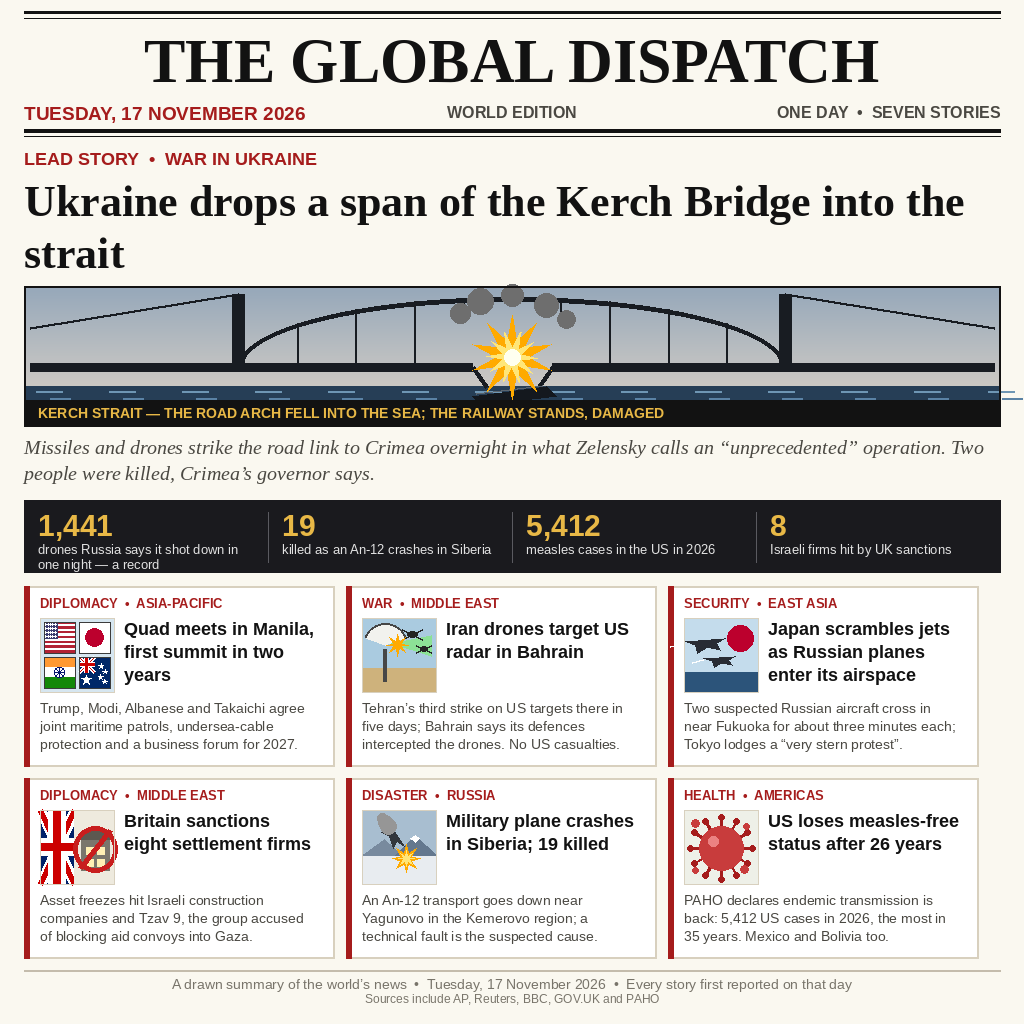 THE GLOBAL DISPATCH
TUESDAY, 17 NOVEMBER 2026
WORLD EDITION
ONE DAY • SEVEN STORIES
LEAD STORY • WAR IN UKRAINE
Ukraine drops a span of the Kerch Bridge into the
strait
KERCH STRAIT — THE ROAD ARCH FELL INTO THE SEA; THE RAILWAY STANDS, DAMAGED
Missiles and drones strike the road link to Crimea overnight in what Zelensky calls an “unprecedented” operation. Two
people were killed, Crimea’s governor says.
1,441
drones Russia says it shot down in
one night — a record
19
killed as an An-12 crashes in Siberia
5,412
measles cases in the US in 2026
8
Israeli firms hit by UK sanctions
DIPLOMACY • ASIA-PACIFIC
Quad meets in Manila,
first summit in two
years
Trump, Modi, Albanese and Takaichi agree
joint maritime patrols, undersea-cable
protection and a business forum for 2027.
WAR • MIDDLE EAST
Iran drones target US
radar in Bahrain
Tehran’s third strike on US targets there in
five days; Bahrain says its defences
intercepted the drones. No US casualties.
SECURITY • EAST ASIA
Japan scrmbles jets
as Russian planes
enter its airspace
Two suspected Russian aircraft cross in
near Fukuoka for about three minutes each;
Tokyo lodges a “very stern protest”.
DIPLOMACY • MIDDLE EAST
Britain sanctions
eight settlement firms
Asset freezes hit Israeli construction
companies and Tzav 9, the group accused
of blocking aid convoys into Gaza.
DISASTER • RUSSIA
Military plane crashes
in Siberia; 19 killed
An An-12 transport goes down near
Yagunovo in the Kemerovo region; a
technical fault is the suspected cause.
HEALTH • AMERICAS
US loses measles-free
status after 26 years
PAHO declares endemic transmission is
back: 5,412 US cases in 2026, the most in
35 years. Mexico and Bolivia too.
A drawn summary of the world’s news • Tuesday, 17 November 2026 • Every story first reported on that day
Sources include AP, Reuters, BBC, GOV.UK and PAHO